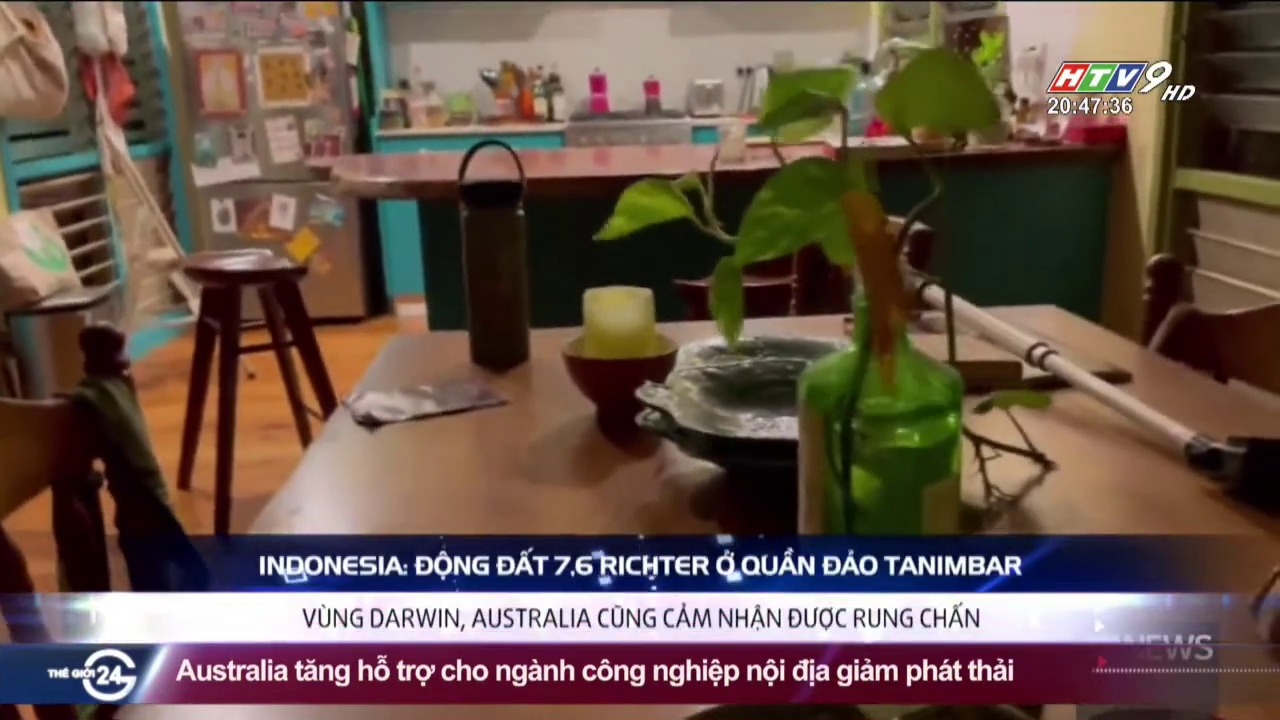 HTV9 HD
20:47:36
INDONESIA: ĐỘNG ĐẤT 7,6 RICHTER Ở QUẦN ĐẢO TANIMBAR
VÙNG DARWIN, AUSTRALIA CŨNG CẢM NHẬN ĐƯỢC RUNG CHẤN
NEWS
THẾ GIỚI 24G
Australia tăng hỗ trợ cho ngành công nghiệp nội địa giảm phát thải